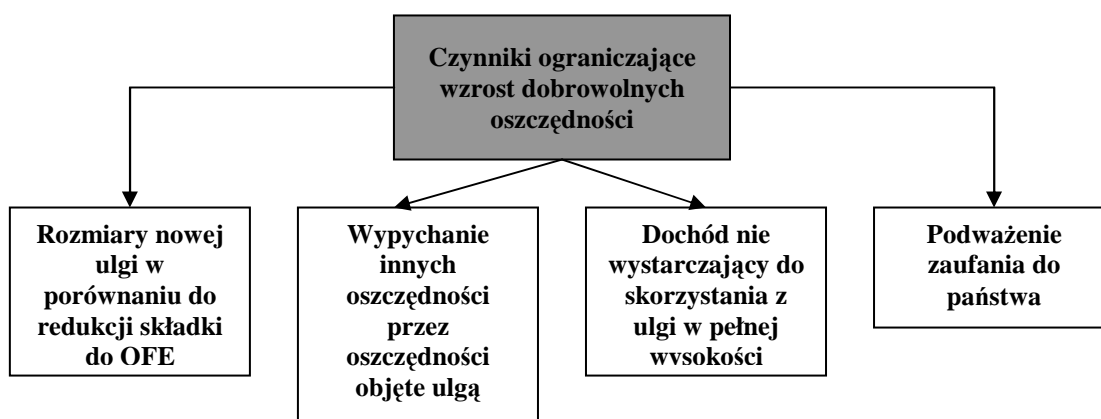 Czynniki ograniczające
wzrost dobrowolnych
oszczędności
Rozmiary nowej
ulgi w
porównaniu do
redukcji składki
do OFE
Wypychanie
innych
oszczędności
przez
oszczędności
objęte ulgą
Dochód nie
wystarczający do
skorzystania z
ulgi w pełnej
wysokości
Podważenie
zaufania do
państwa